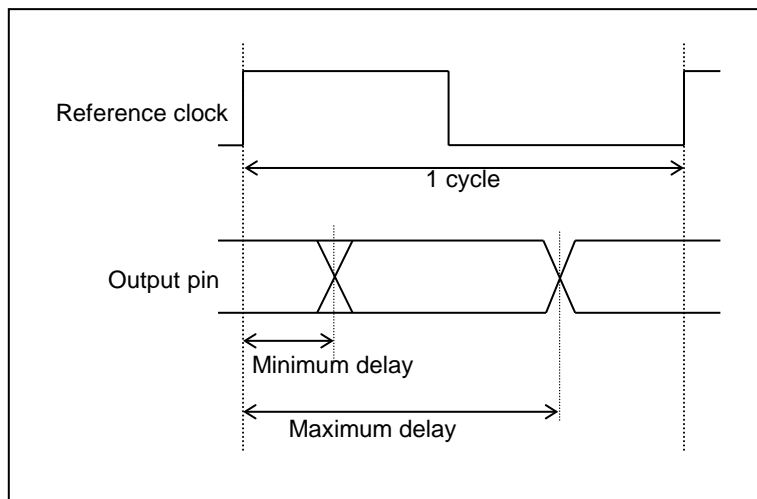 Reference clock
1 cycle
Output pin
Minimum delay
Maximum delay